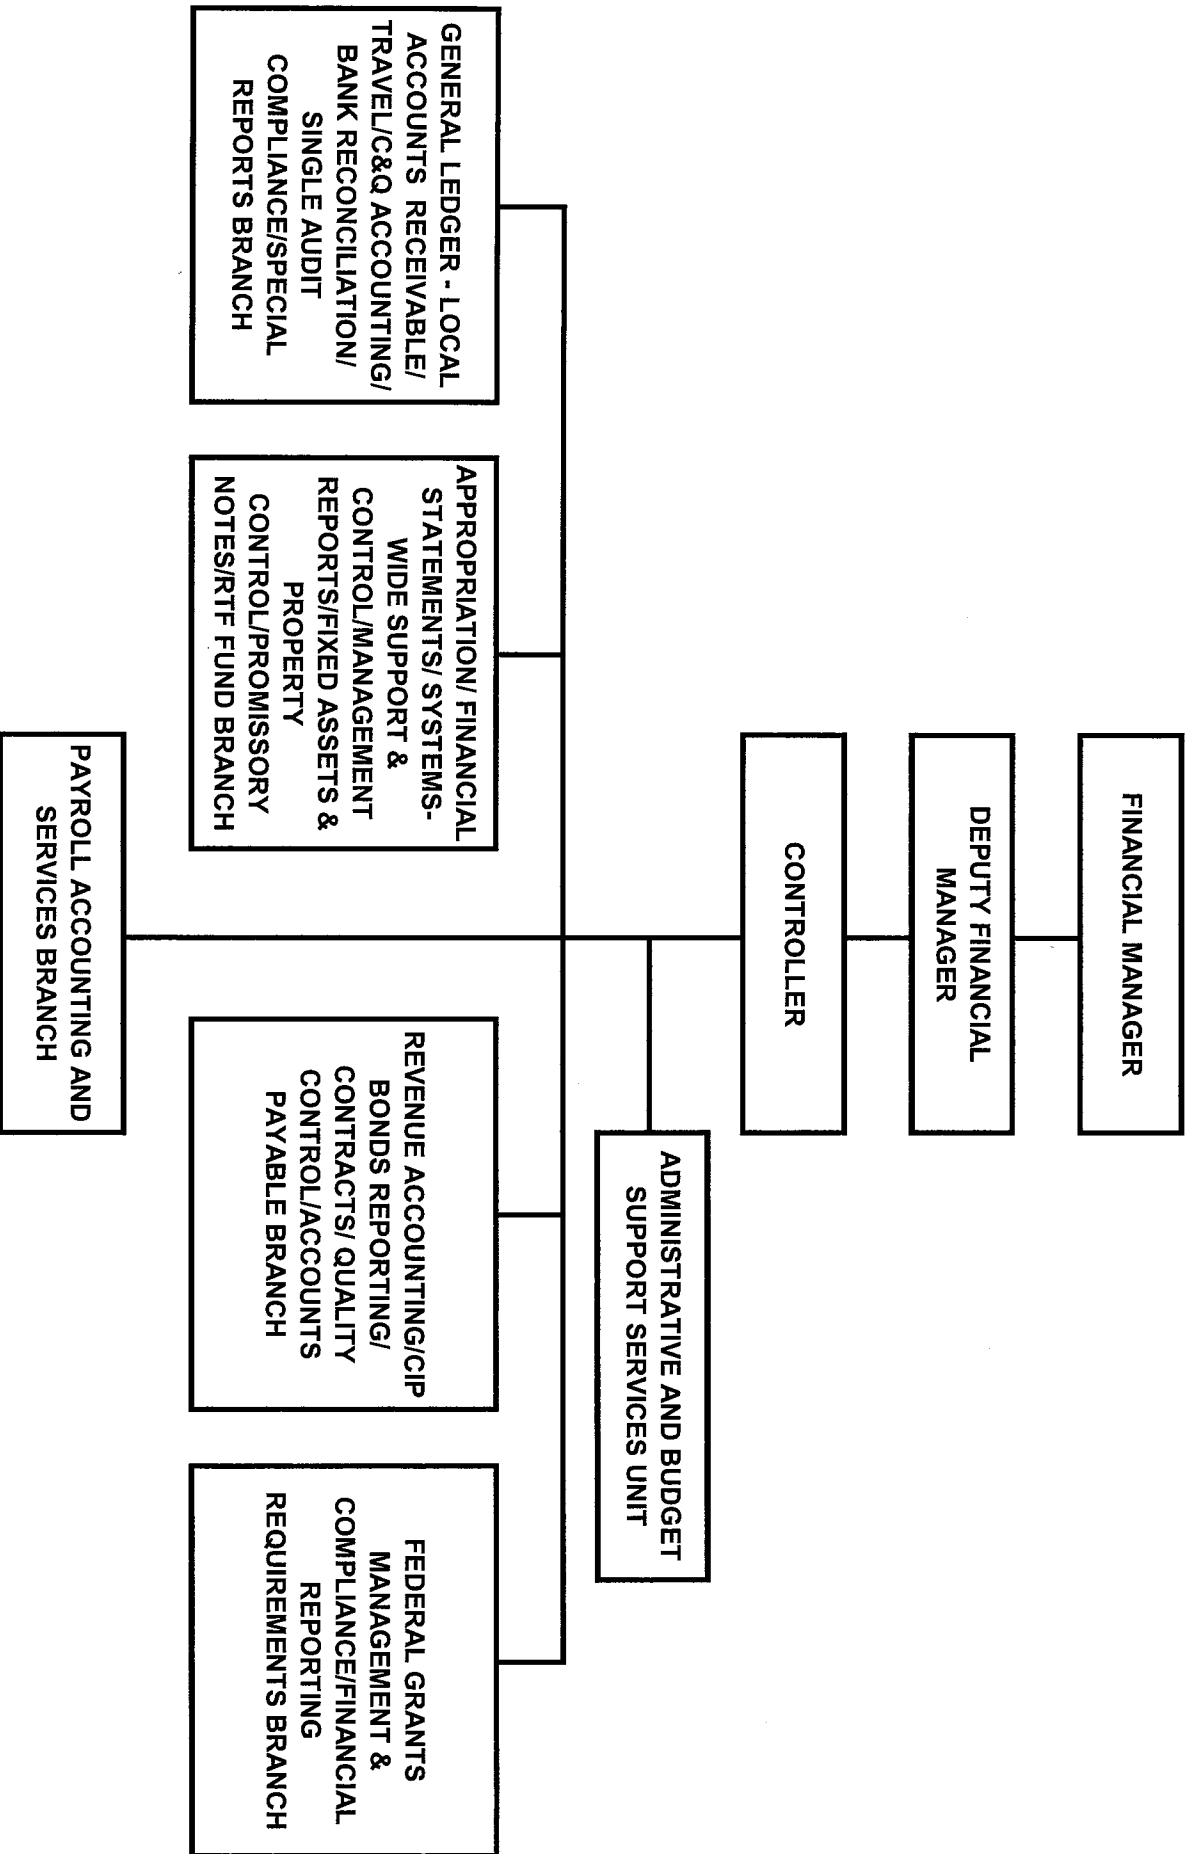 FINANCIAL MANAGER
DEPUTY FINANCIAL
MANAGER
CONTROLLER
ADMINISTRATIVE AND BUDGET
SUPPORT SERVICES UNIT
GENERAL LEDGER - LOCAL
ACCOUNTS RECEIVABLE/
TRAVEL/C&Q ACCOUNTING/
BANK RECONCILIATION/
SINGLE AUDIT
COMPLIANCE/SPECIAL
REPORTS BRANCH
APPROPRIATION/ FINANCIAL
STATEMENTS/ SYSTEMS-
WIDE SUPPORT &
CONTROL/MANAGEMENT
REPORTS/FIXED ASSETS &
PROPERTY
CONTROL/PROMISSORY
NOTES/RTF FUND BRANCH
REVENUE ACCOUNTING/CIP
BONDS REPORTING/
CONTRACTS/ QUALITY
CONTROL/ACCOUNTS
PAYABLE BRANCH
FEDERAL GRANTS
MANAGEMENT &
COMPLIANCE/FINANCIAL
REPORTING
REQUIREMENTS BRANCH
PAYROLL ACCOUNTING AND
SERVICES BRANCH